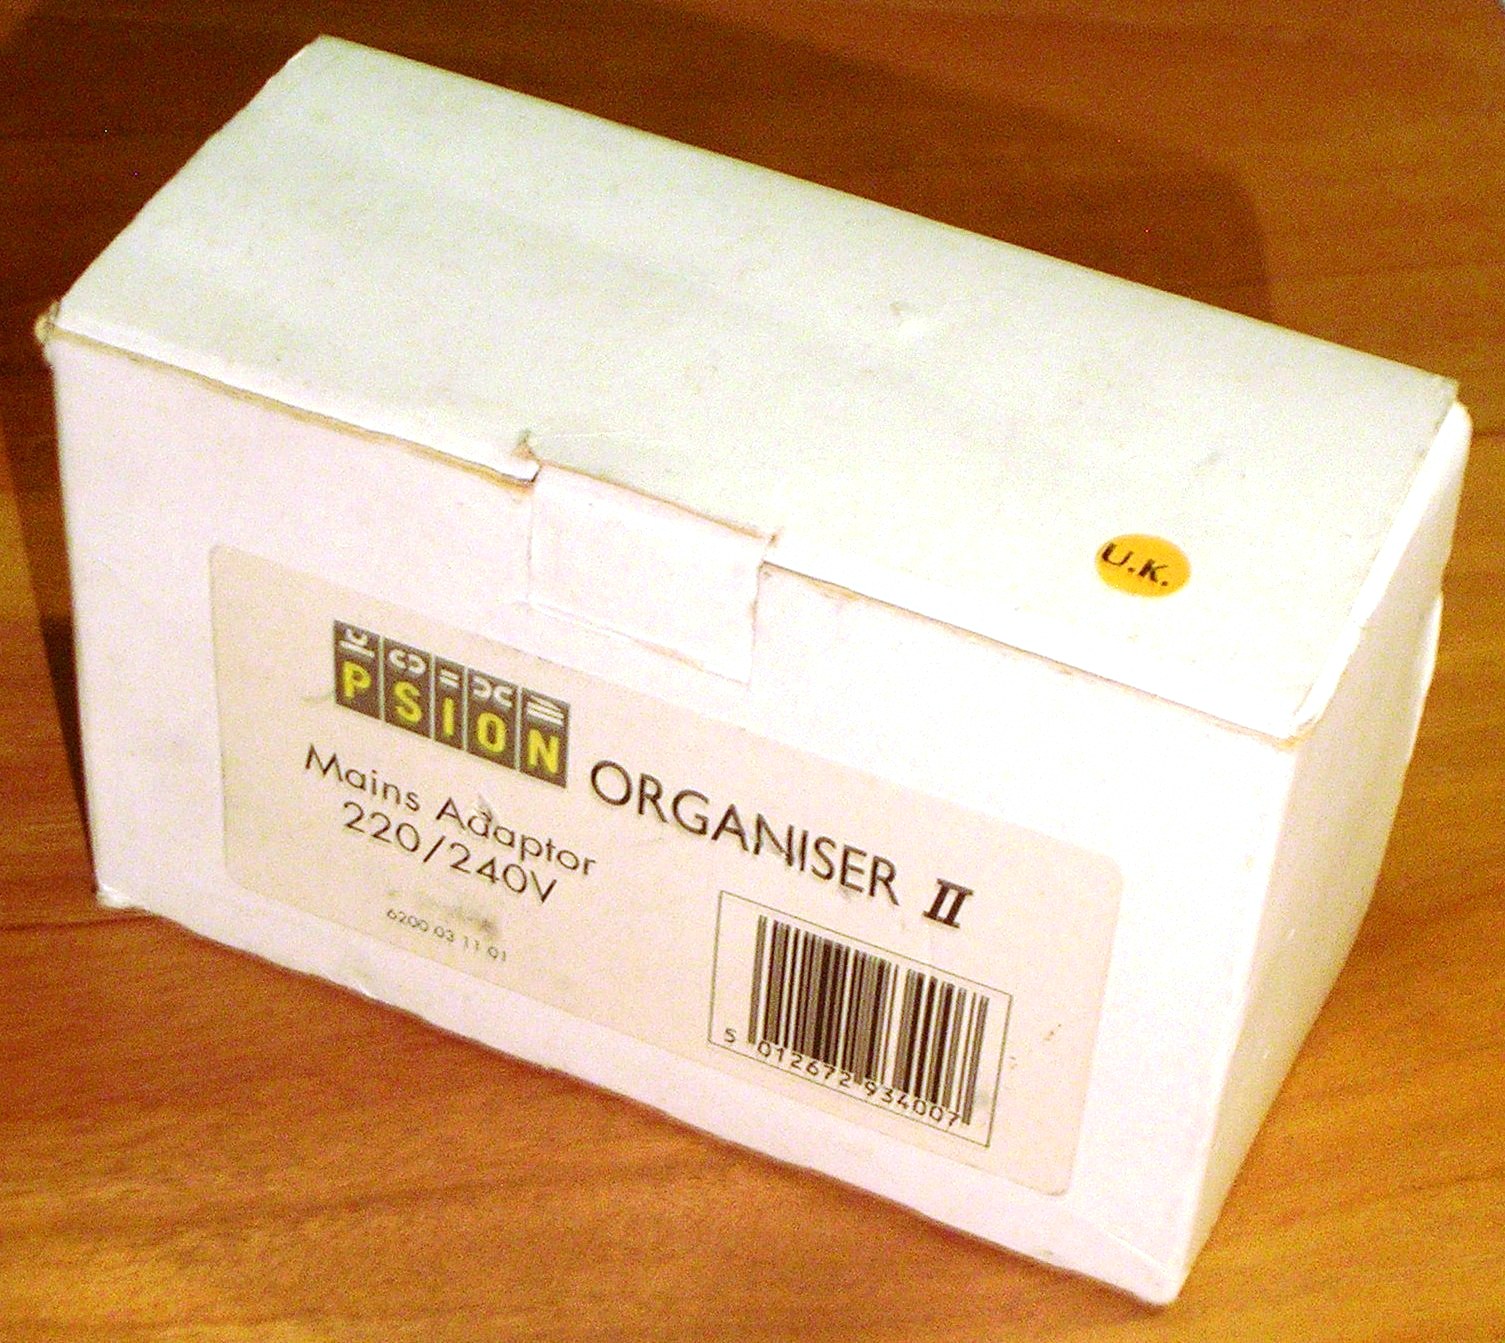 U.K.
PSION ORGANISER II
Mains Adaptor
220/240V
6200 03 11 01
5 012672 934007